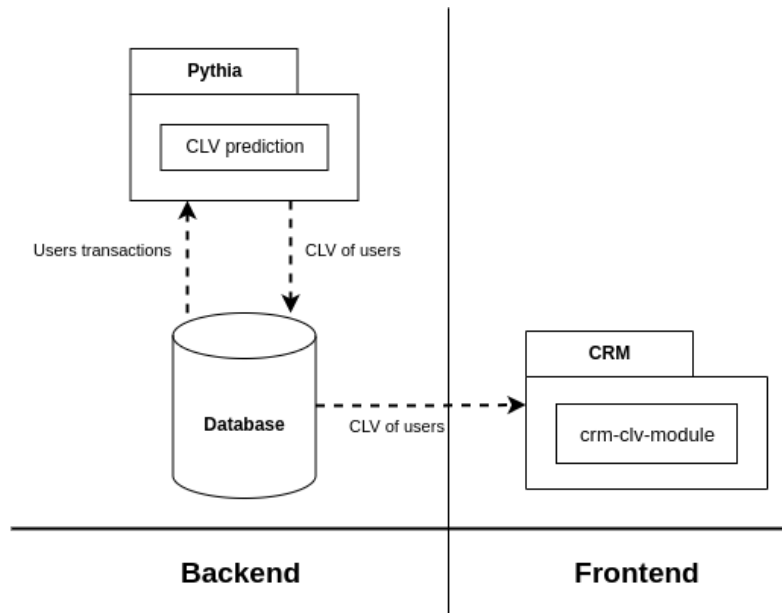 Pythia
CLV prediction
Users transactions
CLV of users
Database
CLV of users
CRM
crm-clv-module
Backend
Frontend